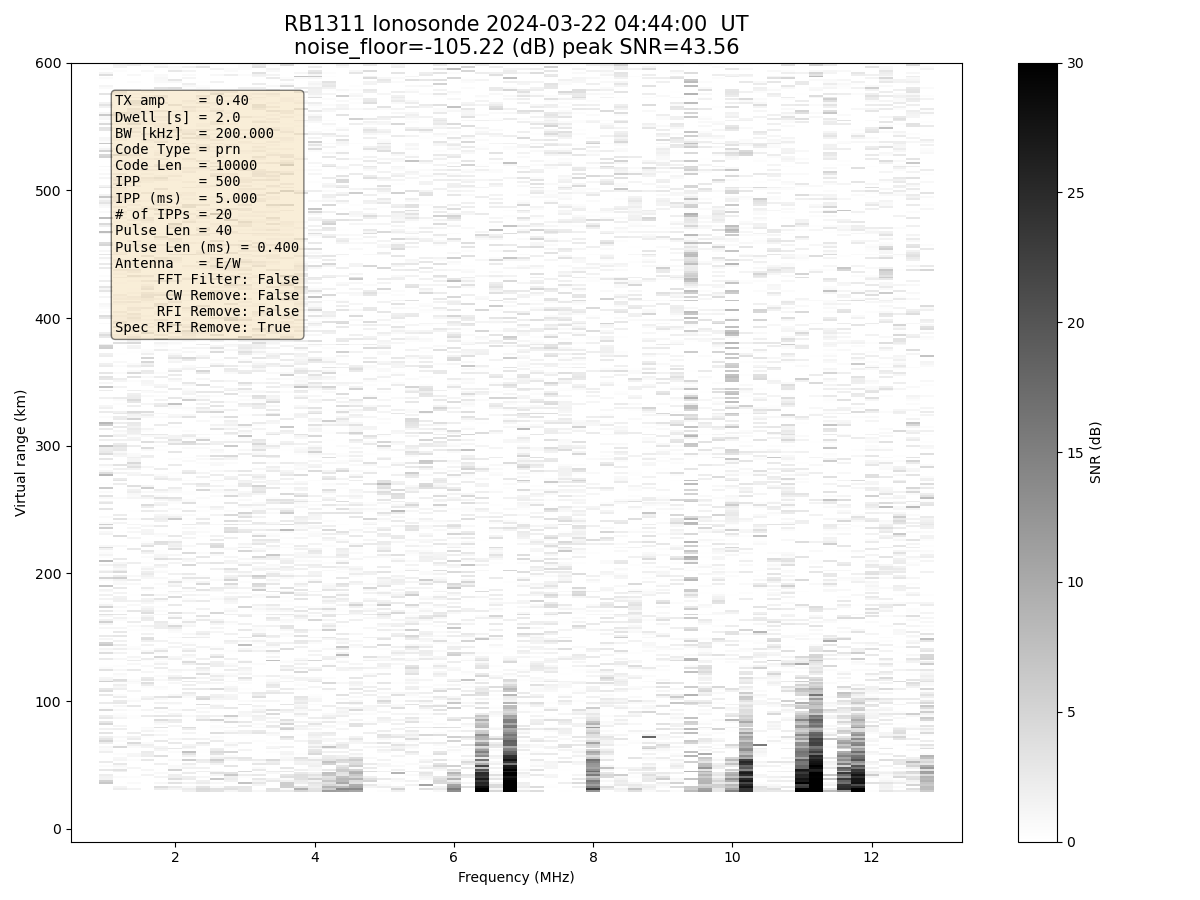 RB1311 Ionosonde 2024-03-22 04:44:00  UT
noise_floor=-105.22 (dB) peak SNR=43.56
TX amp    = 0.40
Dwell [s] = 2.0
BW [kHz]  = 200.000
Code Type = prn
Code Len  = 10000
IPP       = 500
IPP (ms)  = 5.000
# of IPPs = 20
Pulse Len = 40
Pulse Len (ms) = 0.400
Antenna   = E/W
FFT Filter: False
CW Remove: False
RFI Remove: False
Spec RFI Remove: True
600
500
400
300
200
100
0
Virtual range (km)
2
4
6
8
10
12
Frequency (MHz)
30
25
20
15
10
5
0
SNR (dB)